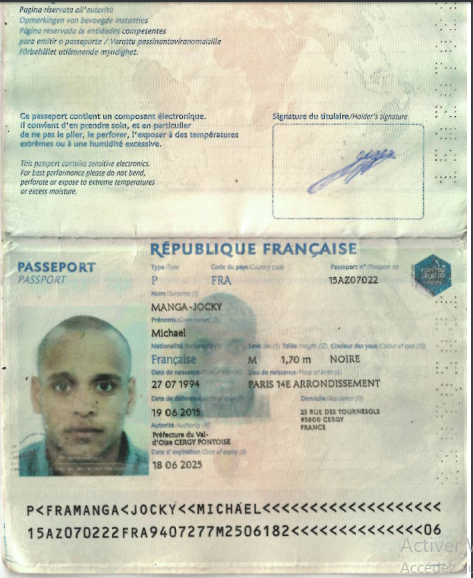 Pagina riservata all'autorità
Opmerkingen van bevoegde instanties
Página reservada às entidades competentes
para emitir o passaporte / Varattu passinantoviranomaisille
Förbehållet utlämnande myndighet.
Ce passeport contient un composant électronique.
Il convient d'en prendre soin, et en particulier
de ne pas le plier, le perforer, l'exposer à des températures
extrêmes ou à une humidité excessive.
This passport contains sensitive electronics.
For best performance please do not bend,
perforate or expose to extreme temperatures
or excess moisture.
Signature du titulaire/Holder's signature
RÉPUBLIQUE FRANÇAISE
PASSEPORT
PASSPORT
Type/Type Code du pays/Country code Passeport n°/Passport no
P FRA 15AZ07022
Nom/Surname (1)
MANGA-JOCKY
Prénoms/Given names (2)
Michael
Nationalité/Nationality Sexe/Sex Taille/Height (12) Couleur des yeux/Colour of eyes (13)
Française M 1,70 m NOIRE
Date de naissance/Date of birth Lieu de naissance/Place of birth
27 07 1994 PARIS 14E ARRONDISSEMENT
Date de délivrance/Date of issue Domicile/Residence (11)
19 06 2015 23 RUE DES TOURNESOLS
95800 CERGY
FRANCE
Autorité/Authority
Préfecture du Val-
d'Oise CERGY PONTOISE
Date d'expiration/Date of expiry
18 06 2025
P<FRAMANGA<JOCKY<<MICHAEL<<<<<<<<<<<<<<<<<<<
15AZ070222FRA9407277M2506182<<<<<<<<<<<<<<06
Activer
Accédez